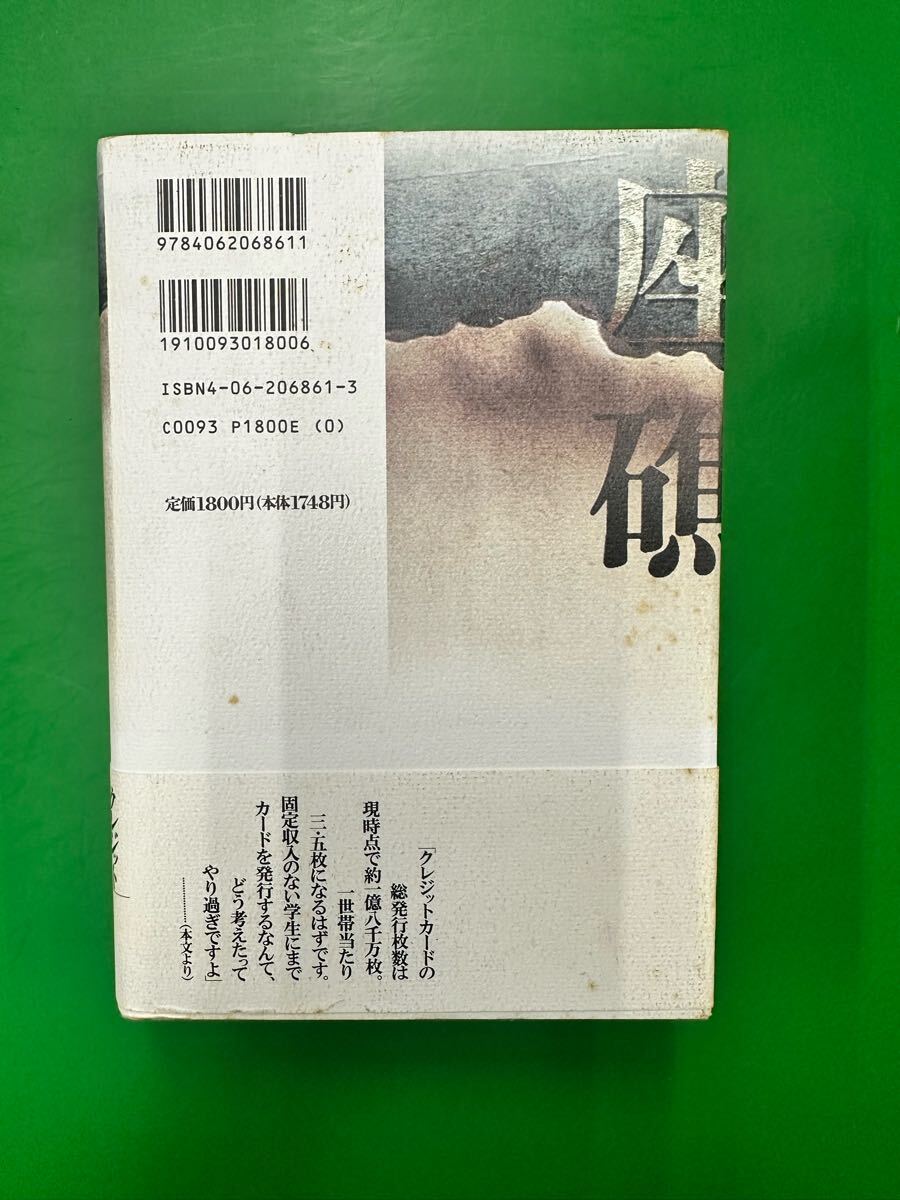 9784062068611
1910093018006
ISBN4-06-206861-3
C0093 P1800E (0)
定価1800円(本体1748円)
座礁
「クレジットカードの
総発行枚数は
現時点で約一億八千万枚。
一世帯当たり
三・五枚になるはずです。
固定収入のない学生にまで
カードを発行するなんて、
どう考えたって
やり過ぎですよ」
……………(本文より)